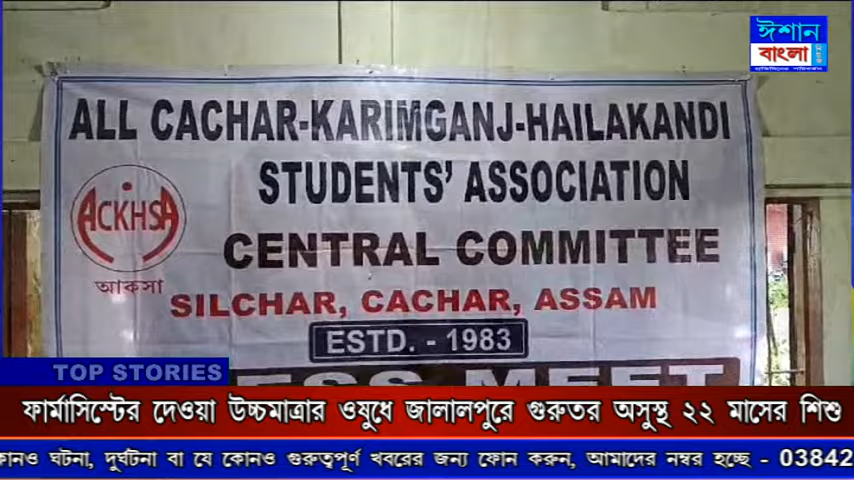 ঈশান
বাংলা
ALL CACHAR-KARIMGANJ-HAILAKANDI
STUDENTS' ASSOCIATION
ACKHSA
CENTRAL COMMITTEE
আকসা
SILCHAR, CACHAR, ASSAM
ESTD. - 1983
MEET
TOP STORIES
ফার্মাসিস্টের দেওয়া উচ্চমাত্রার ওষুধে জালালপুরে গুরুতর অসুস্থ ২২ মাসের শিশু
ঘটনা, দুর্ঘটনা বা যে কোনও গুরুত্বপূর্ণ খবরের জন্য ফোন করুন, আমাদের নম্বর হচ্ছে - 03842